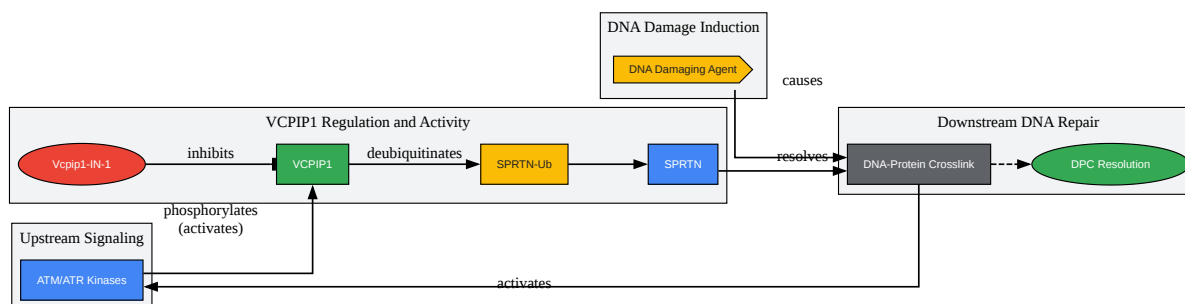 DNA Damage Induction
DNA Damaging Agent
causes
VCPIP1 Regulation and Activity
Vcpip1-IN-1
inhibits
VCPIP1
deubiquitinates
SPRTN-Ub
SPRTN
resolves
Downstream DNA Repair
DNA-Protein Crosslink
DPC Resolution
phosphorylates
(activates)
Upstream Signaling
ATM/ATR Kinases
activates